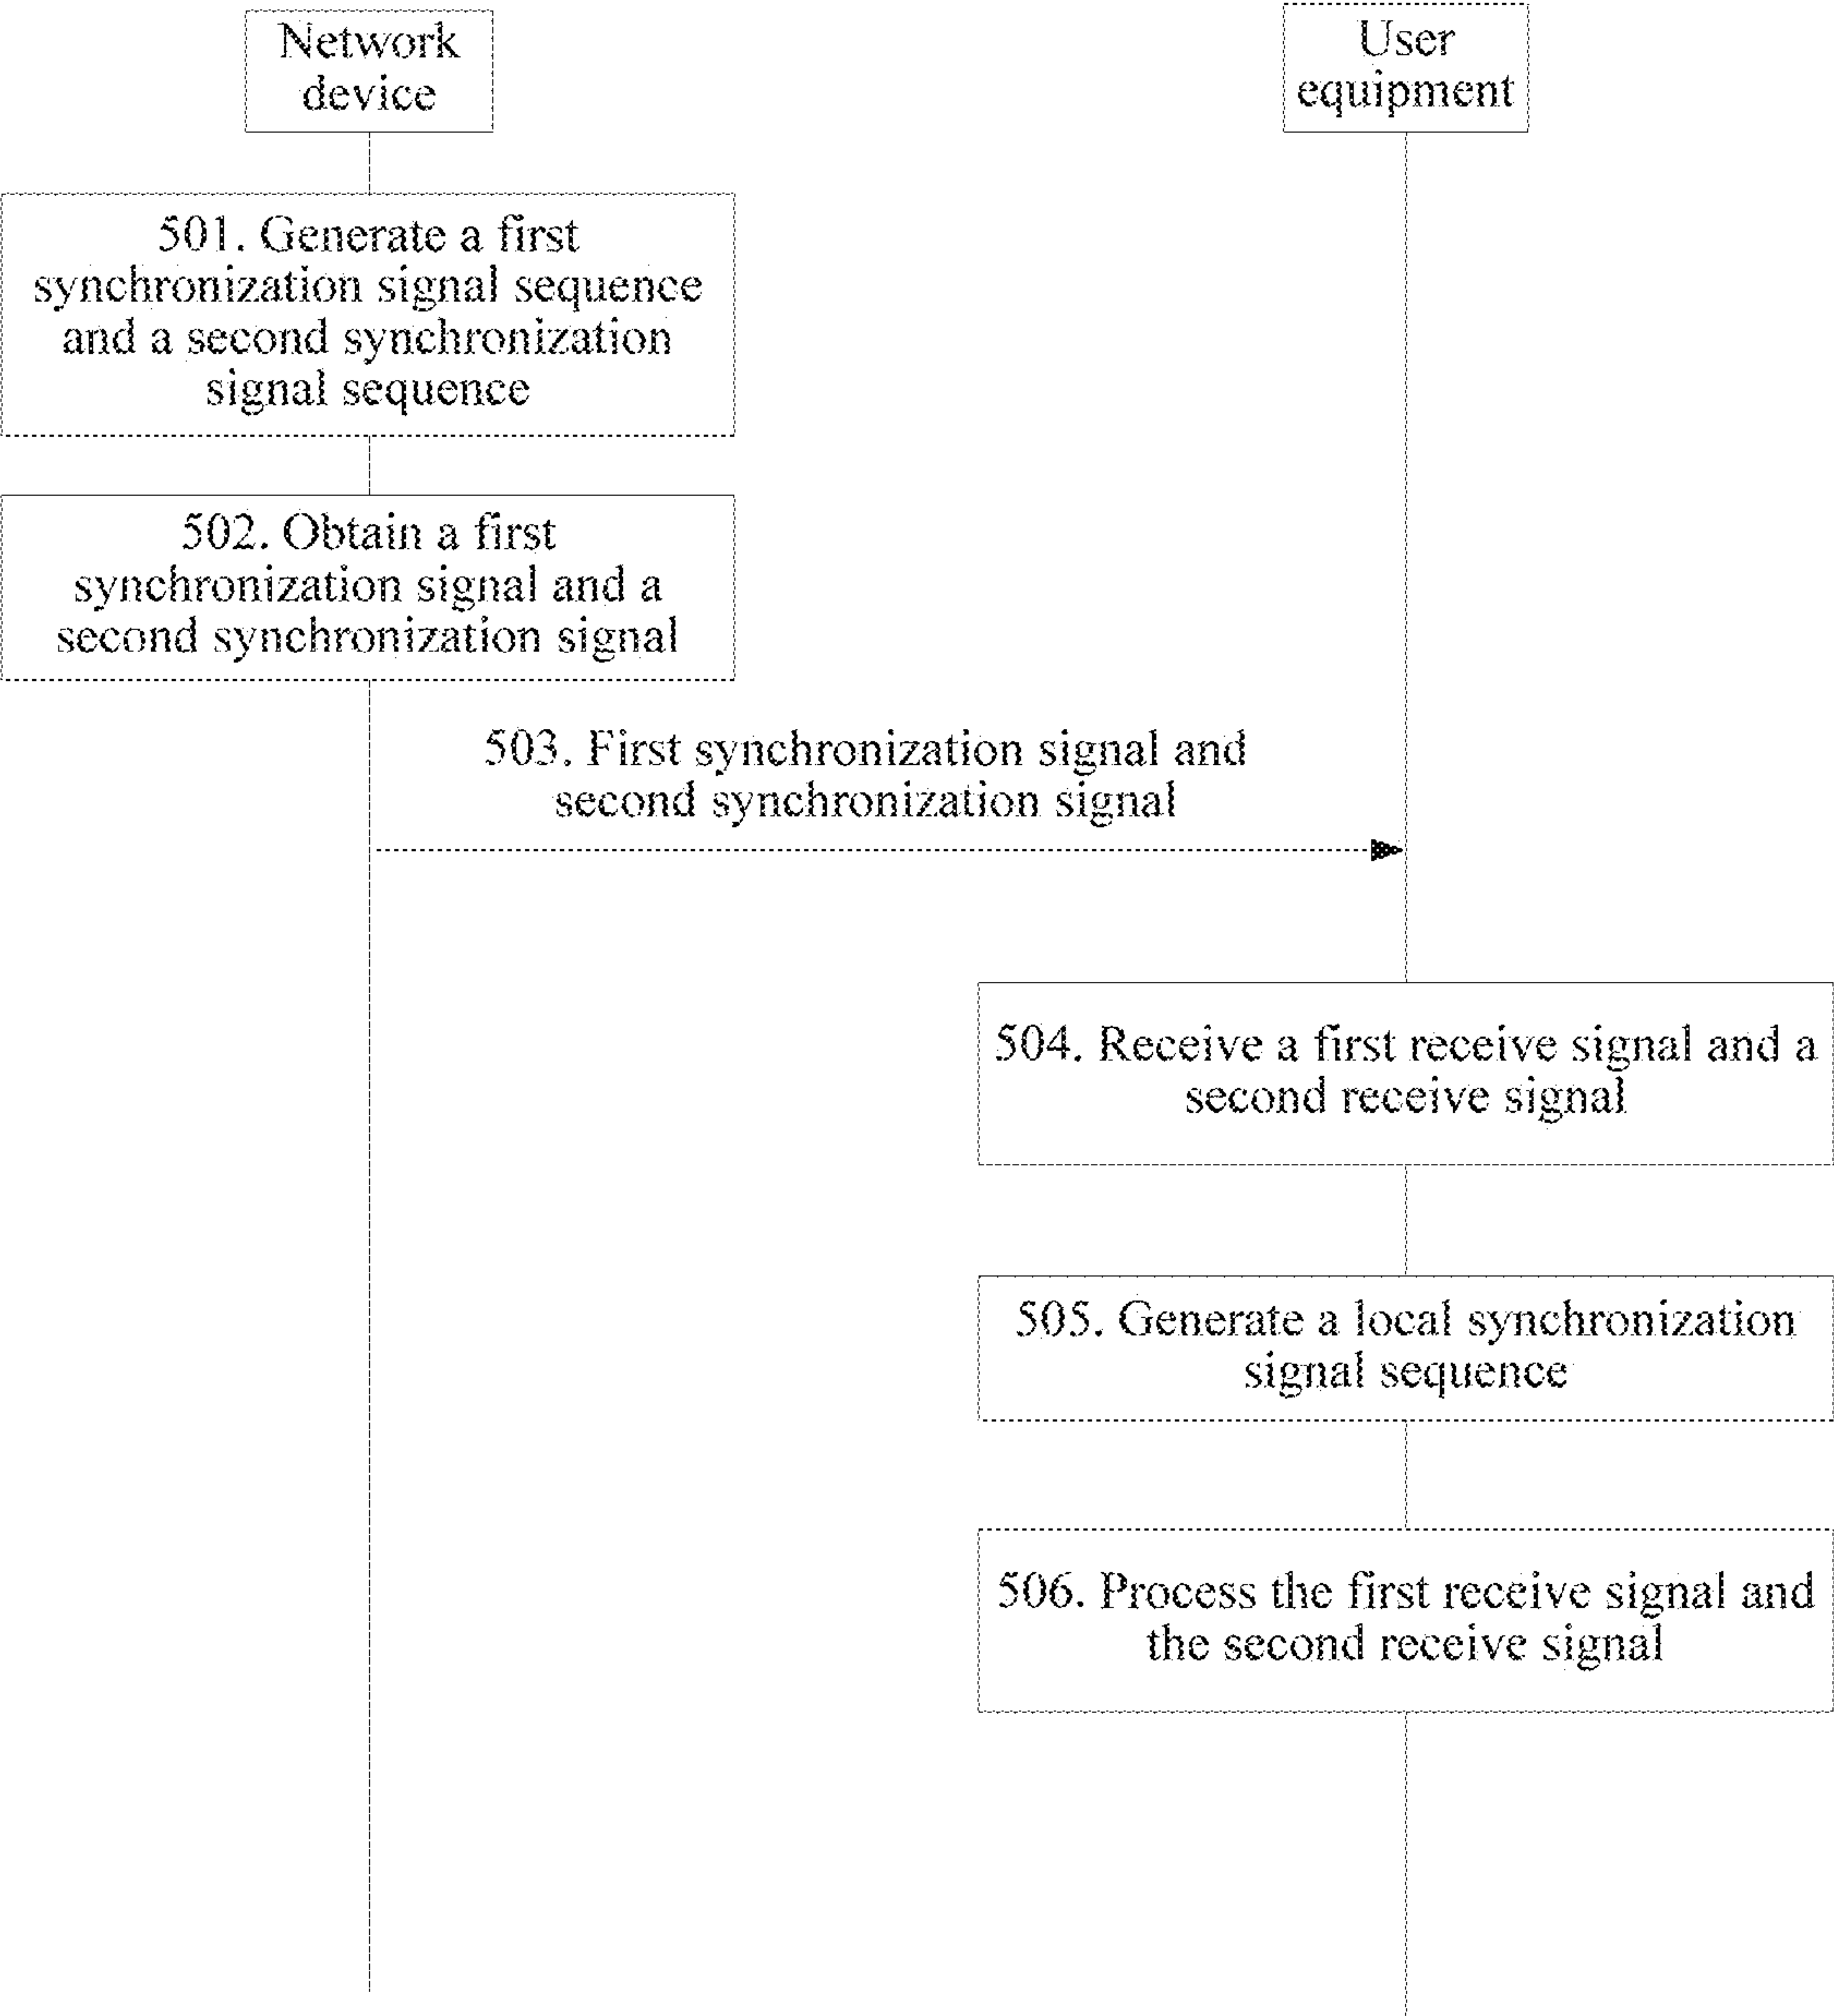 Network
device
User
equipment
501. Generate a first
synchronization signal sequence
and a second synchronization
signal sequence
502. Obtain a first
synchronization signal and a
second synchronization signal
503. First synchronization signal and
second synchronization signal
504. Receive a first receive signal and a
second receive signal
505. Generate a local synchronization
signal sequence
506. Process the first receive signal and
the second receive signal